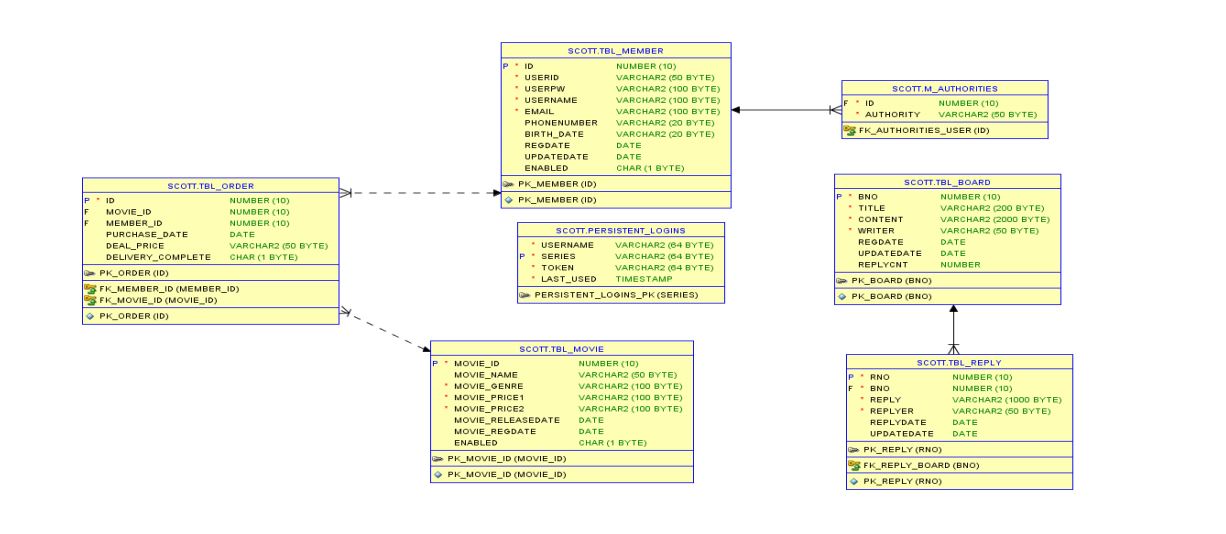 SCOTT.TBL_MEMBER
P * ID NUMBER (10)
* USERID VARCHAR2 (50 BYTE)
* USERPW VARCHAR2 (100 BYTE)
* USERNAME VARCHAR2 (100 BYTE)
* EMAIL VARCHAR2 (100 BYTE)
PHONENUMBER VARCHAR2 (20 BYTE)
BIRTH_DATE VARCHAR2 (20 BYTE)
REGDATE DATE
UPDATEDATE DATE
ENABLED CHAR (1 BYTE)
PK_MEMBER (ID)
PK_MEMBER (ID)
SCOTT.M_AUTHORITIES
F * ID NUMBER (10)
* AUTHORITY VARCHAR2 (50 BYTE)
FK_AUTHORITIES_USER (ID)
SCOTT.TBL_ORDER
P * ID NUMBER (10)
F MOVIE_ID NUMBER (10)
F MEMBER_ID NUMBER (10)
PURCHASE_DATE DATE
DEAL_PRICE VARCHAR2 (50 BYTE)
DELIVERY_COMPLETE CHAR (1 BYTE)
PK_ORDER (ID)
FK_MEMBER_ID (MEMBER_ID)
FK_MOVIE_ID (MOVIE_ID)
PK_ORDER (ID)
SCOTT.PERSISTENT_LOGINS
* USERNAME VARCHAR2 (64 BYTE)
P * SERIES VARCHAR2 (64 BYTE)
* TOKEN VARCHAR2 (64 BYTE)
* LAST_USED TIMESTAMP
PERSISTENT_LOGINS_PK (SERIES)
SCOTT.TBL_BOARD
P * BNO NUMBER (10)
* TITLE VARCHAR2 (200 BYTE)
* CONTENT VARCHAR2 (2000 BYTE)
* WRITER VARCHAR2 (50 BYTE)
REGDATE DATE
UPDATEDATE DATE
REPLYCNT NUMBER
PK_BOARD (BNO)
PK_BOARD (BNO)
SCOTT.TBL_MOVIE
P * MOVIE_ID NUMBER (10)
MOVIE_NAME VARCHAR2 (50 BYTE)
* MOVIE_GENRE VARCHAR2 (100 BYTE)
* MOVIE_PRICE1 VARCHAR2 (100 BYTE)
* MOVIE_PRICE2 VARCHAR2 (100 BYTE)
MOVIE_RELEASEDATE DATE
MOVIE_REGDATE DATE
ENABLED CHAR (1 BYTE)
PK_MOVIE_ID (MOVIE_ID)
PK_MOVIE_ID (MOVIE_ID)
SCOTT.TBL_REPLY
P * RNO NUMBER (10)
F * BNO NUMBER (10)
* REPLY VARCHAR2 (1000 BYTE)
* REPLYER VARCHAR2 (50 BYTE)
REPLYDATE DATE
UPDATEDATE DATE
PK_REPLY (RNO)
FK_REPLY_BOARD (BNO)
PK_REPLY (RNO)